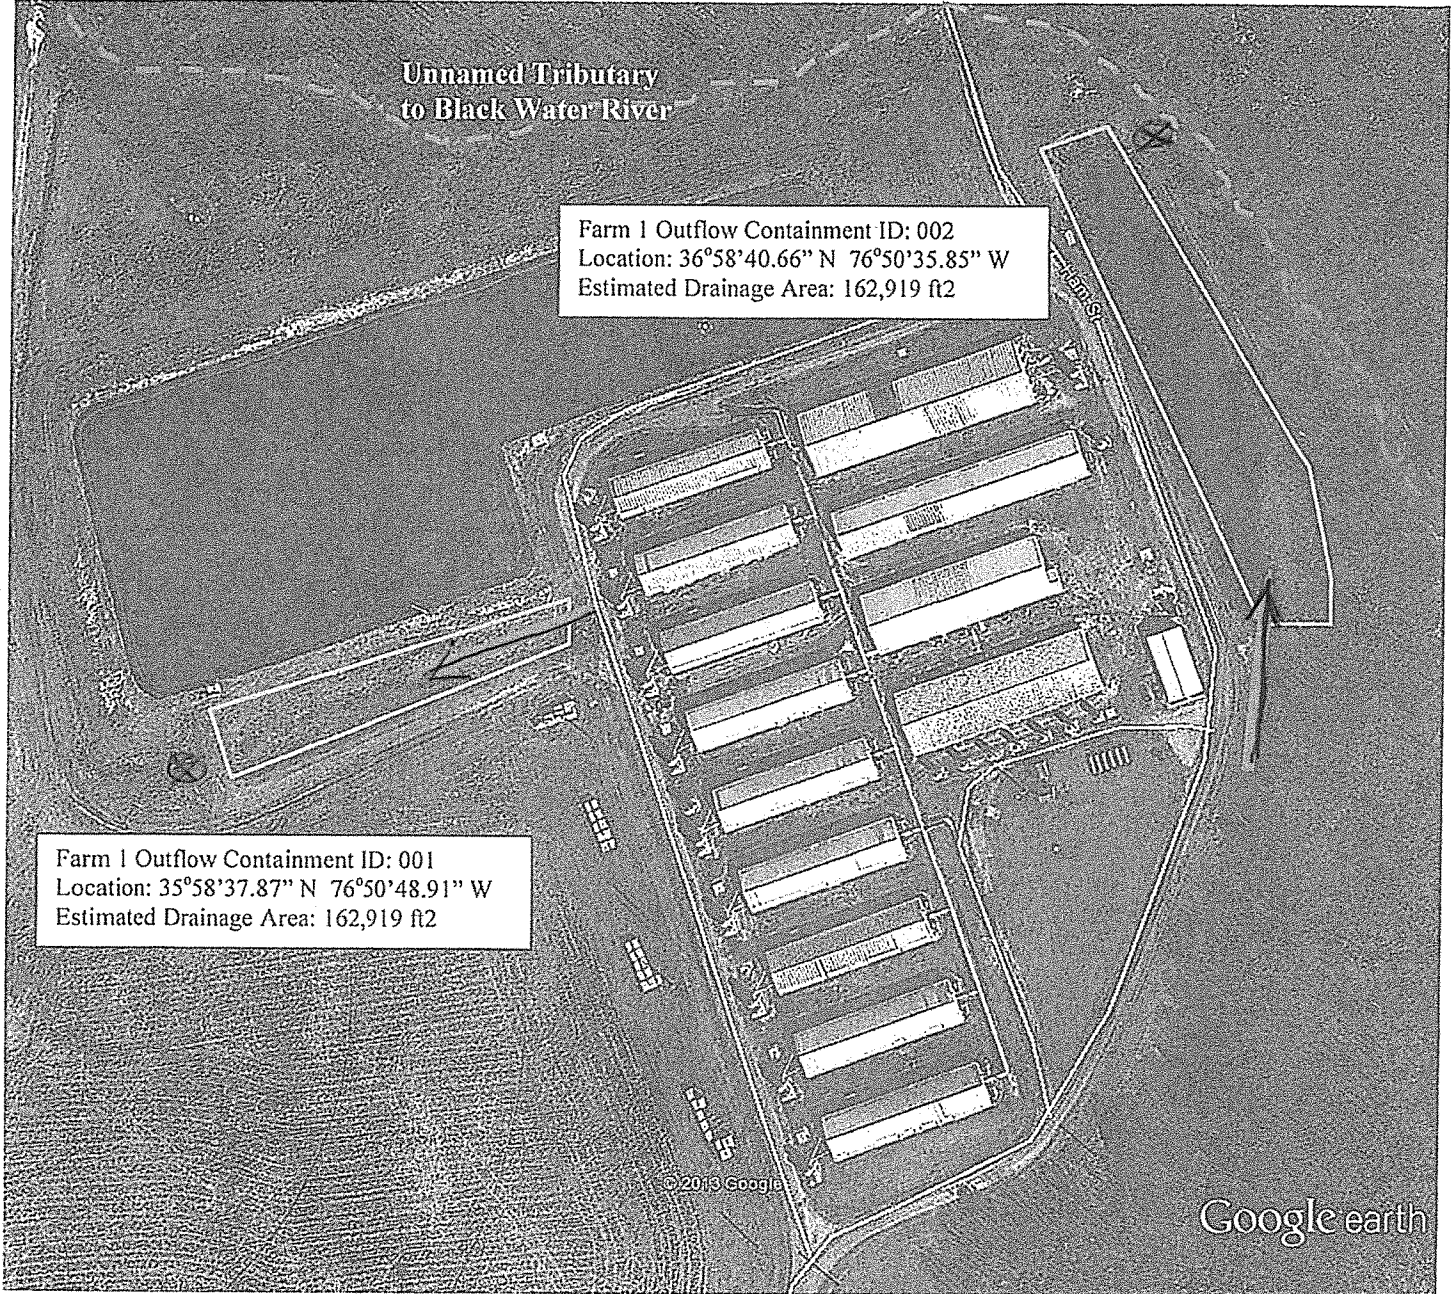 Unnamed Tributary
to Black Water River
Farm 1 Outflow Containment ID: 002
Location: 36°58'40.66" N 76°50'35.85" W
Estimated Drainage Area: 162,919 ft2
Ham St
Farm 1 Outflow Containment ID: 001
Location: 35°58'37.87" N 76°50'48.91" W
Estimated Drainage Area: 162,919 ft2
© 2013 Google
Google earth